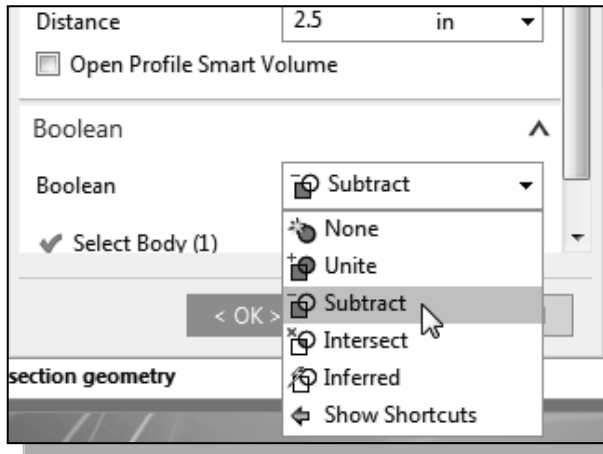 Distance 2.5 in
Open Profile Smart Volume
Boolean
Boolean Subtract
Select Body (1)
None
Unite
< OK > Subtract
Intersect
section geometry Inferred
Show Shortcuts